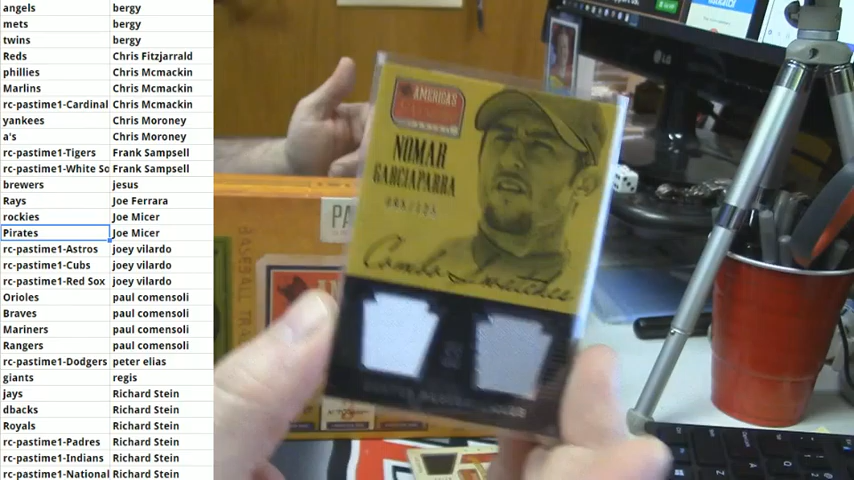 angels bergy
mets bergy
twins bergy
Reds Chris Fitzjarrald
phillies Chris Mcmackin
Marlins Chris Mcmackin
rc-pastime1-Cardinal Chris Mcmackin
yankees Chris Moroney
a's Chris Moroney
rc-pastime1-Tigers Frank Sampsell
rc-pastime1-White So Frank Sampsell
brewers jesus
Rays Joe Ferrara
rockies Joe Micer
Pirates Joe Micer
rc-pastime1-Astros joey vilardo
rc-pastime1-Cubs joey vilardo
rc-pastime1-Red Sox joey vilardo
Orioles paul comensoli
Braves paul comensoli
Mariners paul comensoli
Rangers paul comensoli
rc-pastime1-Dodgers peter elias
giants regis
jays Richard Stein
dbacks Richard Stein
Royals Richard Stein
rc-pastime1-Padres Richard Stein
rc-pastime1-Indians Richard Stein
rc-pastime1-National Richard Stein
AMERICA'S
NOMAR
GARCIAPARRA
Combo Swatches
LG
BASEBALL
PA